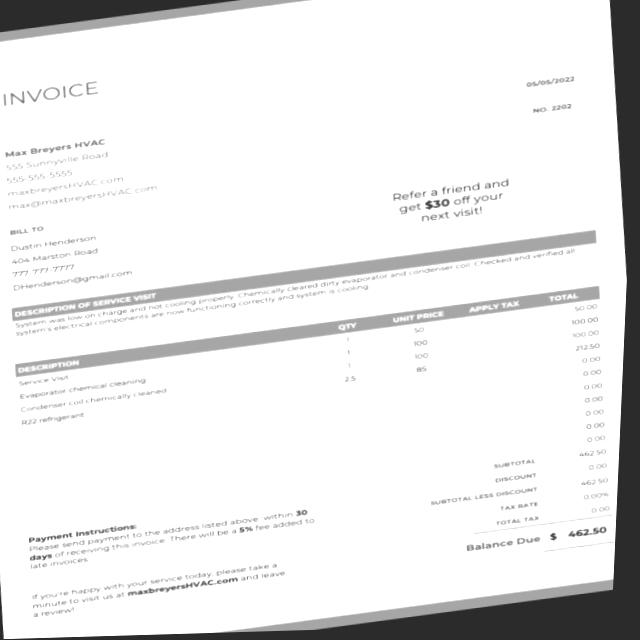 INVOICE
05/05/2022
NO. 2202
Max Breyers HVAC
555 Sunnyville Road
555-555-5555
maxbreyersHVAC.com
max@maxbreyersHVAC.com
Refer a friend and
get $30 off your
next visit!
BILL TO
Dustin Henderson
404 Marston Road
777-777-7777
DHenderson@gmail.com
DESCRIPTION OF SERVICE VISIT
System was low on charge and not cooling properly. Chemically cleared dirty evaporator and condenser coil. Checked and verified all
system's electrical components are now functioning correctly and system is cooling.
DESCRIPTION QTY UNIT PRICE APPLY TAX TOTAL
Service Visit 1 50 50.00
Evaporator chemical cleaning 1 100 100.00
Condenser coil chemically cleaned 1 100 100.00
R22 refrigerant 2.5 85 212.50
0.00
0.00
0.00
0.00
0.00
0.00
0.00
SUBTOTAL 462.50
DISCOUNT 0.00
SUBTOTAL LESS DISCOUNT 462.50
TAX RATE 0.00%
TOTAL TAX 0.00
Balance Due $ 462.50
Payment Instructions:
Please send payment to the address listed above within 30
days of receiving this invoice. There will be a 5% fee added to
late invoices.
If you're happy with your service today, please take a
minute to visit us at maxbreyersHVAC.com and leave
a review!